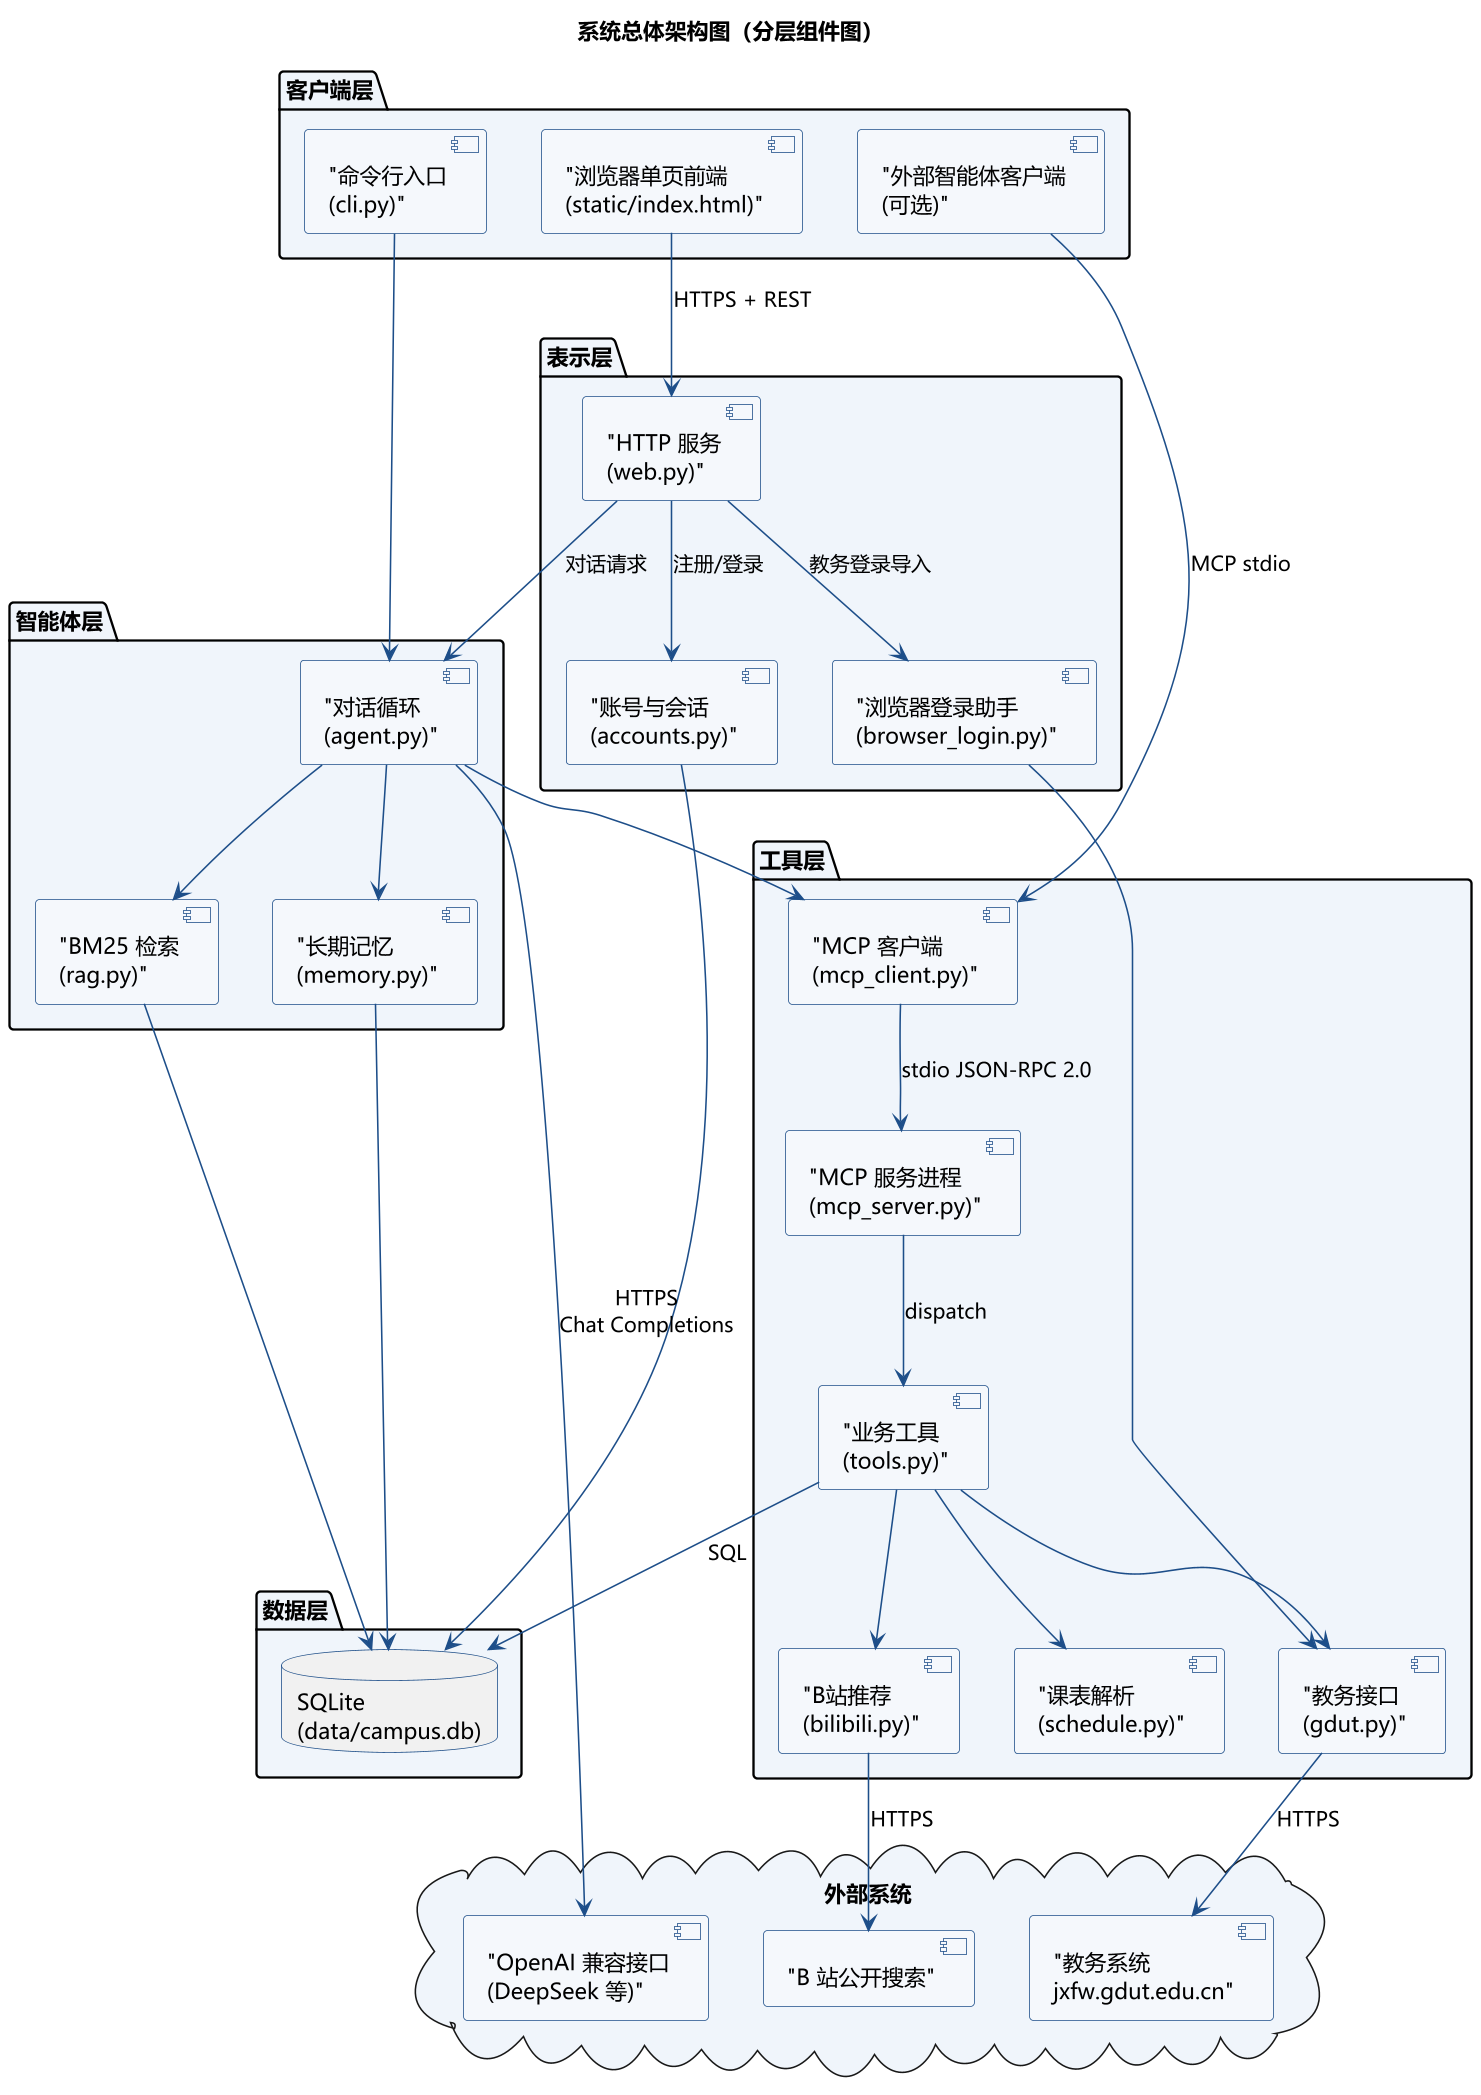 系统总体架构图（分层组件图）
客户端层
"命令行入口
(cli.py)"
"浏览器单页前端
(static/index.html)"
"外部智能体客户端
(可选)"
HTTPS + REST
表示层
"HTTP 服务
(web.py)"
对话请求
注册/登录
教务登录导入
MCP stdio
智能体层
"对话循环
(agent.py)"
"账号与会话
(accounts.py)"
"浏览器登录助手
(browser_login.py)"
工具层
"BM25 检索
(rag.py)"
"长期记忆
(memory.py)"
"MCP 客户端
(mcp_client.py)"
stdio JSON-RPC 2.0
"MCP 服务进程
(mcp_server.py)"
HTTPS
Chat Completions
dispatch
"业务工具
(tools.py)"
SQL
数据层
SQLite
(data/campus.db)
"B站推荐
(bilibili.py)"
"课表解析
(schedule.py)"
"教务接口
(gdut.py)"
HTTPS
HTTPS
外部系统
"OpenAI 兼容接口
(DeepSeek 等)"
"B 站公开搜索"
"教务系统
jxfw.gdut.edu.cn"